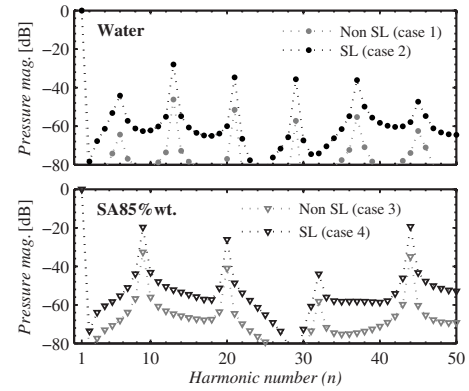 Pressure mag. [dB]
0
−20
−40
−60
−80
Water
Non SL (case 1)
SL (case 2)
Pressure mag. [dB]
0
−20
−40
−60
−80
SA85%wt.
Non SL (case 3)
SL (case 4)
1 10 20 30 40 50
Harmonic number (n)